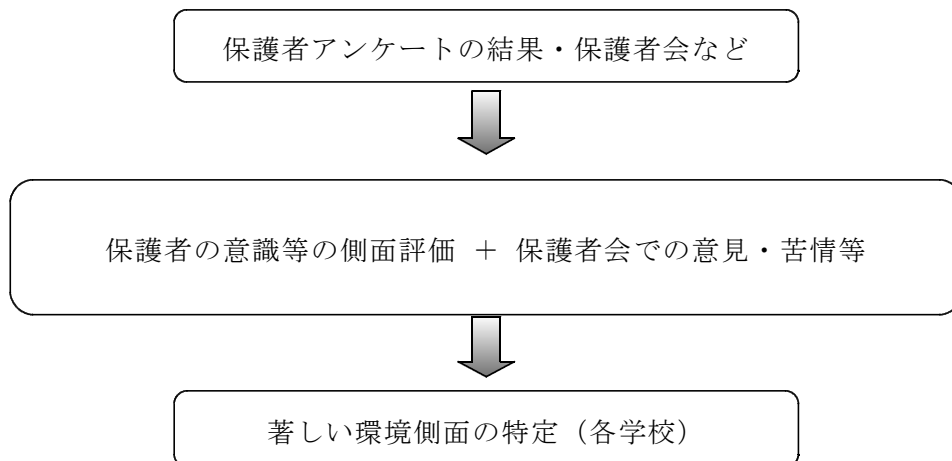 保護者アンケートの結果・保護者会など
保護者の意識等の側面評価 ＋ 保護者会での意見・苦情等
著しい環境側面の特定（各学校）